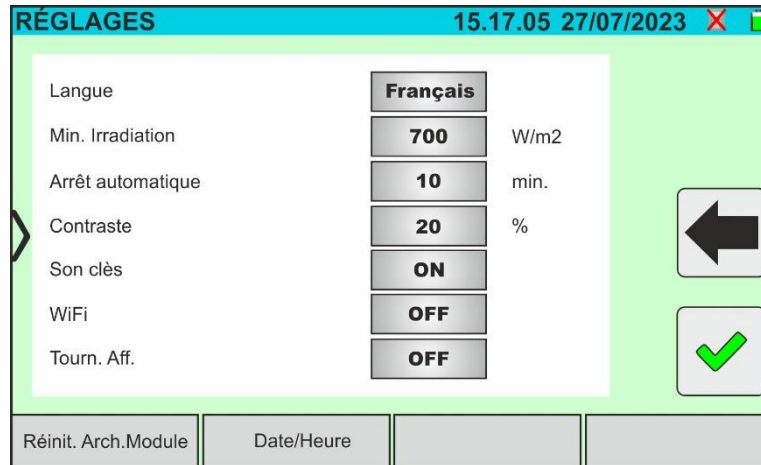 RÉGLAGES 15.17.05 27/07/2023
Langue Français
Min. Irradiation 700 W/m2
Arrêt automatique 10 min.
Contraste 20 %
Son clès ON
WiFi OFF
Tourn. Aff. OFF
Réinit. Arch.Module Date/Heure